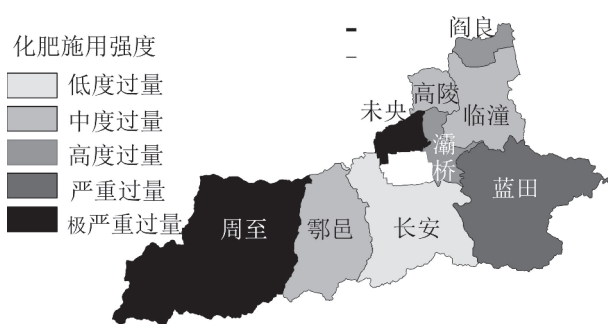 化肥施用强度
低度过量
中度过量
高度过量
严重过量
极严重过量
阎良
高陵
未央
临潼
灞桥
蓝田
周至
鄠邑
长安